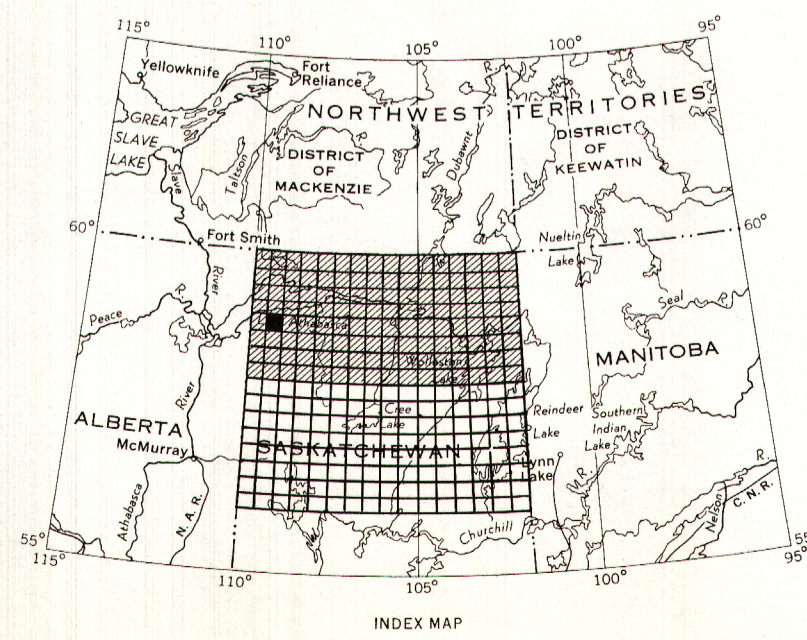 115°
110°
105°
100°
95°
Yellowknife
Fort
Reliance
R.
NORTHWEST TERRITORIES
GREAT
SLAVE
LAKE
Slave
River
Taltson
R.
DISTRICT
OF
MACKENZIE
Dubawnt
DISTRICT
OF
KEEWATIN
60°
Fort Smith
60°
Nueltin
Lake
Peace
R.
Athabasca
Wollaston
Lake
Seal
R.
MANITOBA
River
ALBERTA
McMurray
Cree
Lake
SASKATCHEWAN
Reindeer
Lake
Southern
Indian
Lake
Lynn
Lake
R.
R.
Athabasca
N.A.R.
Churchill
Nelson
C.N.R.
55°
115°
110°
105°
100°
55°
95°
INDEX MAP